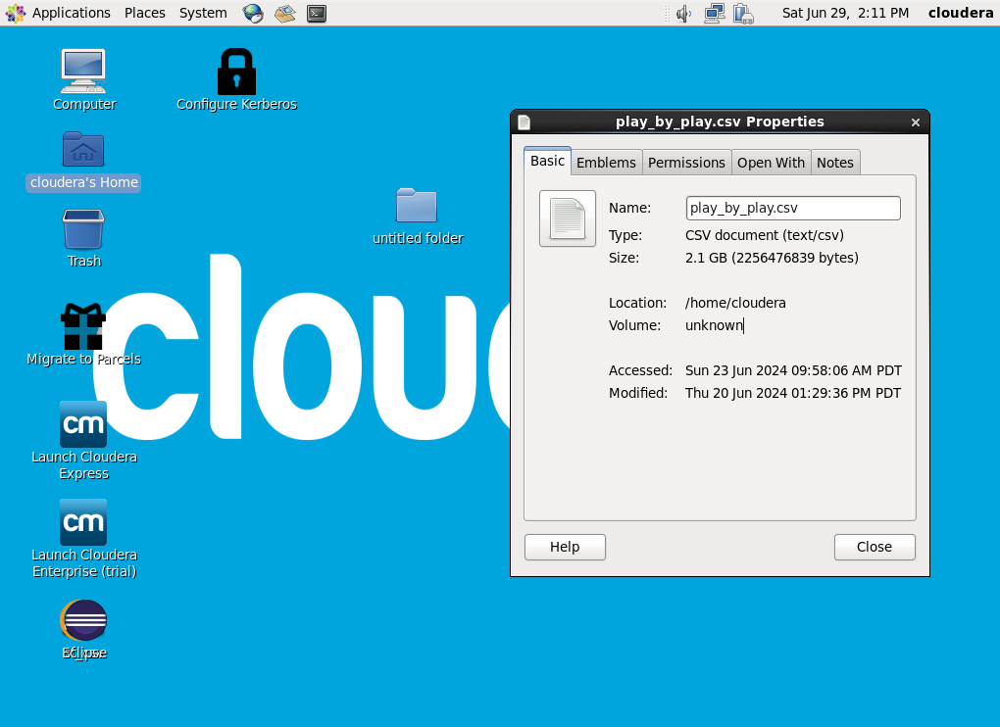 Applications Places System
Sat Jun 29, 2:11 PM cloudera
Computer
Configure Kerberos
cloudera's Home
Trash
untitled folder
Migrate to Parcels
cm
Launch Cloudera
Express
cm
Launch Cloudera
Enterprise (trial)
Eclipse
clou
play_by_play.csv Properties
Basic Emblems Permissions Open With Notes
Name: play_by_play.csv
Type: CSV document (text/csv)
Size: 2.1 GB (2256476839 bytes)
Location: /home/cloudera
Volume: unknown
Accessed: Sun 23 Jun 2024 09:58:06 AM PDT
Modified: Thu 20 Jun 2024 01:29:36 PM PDT
Help Close